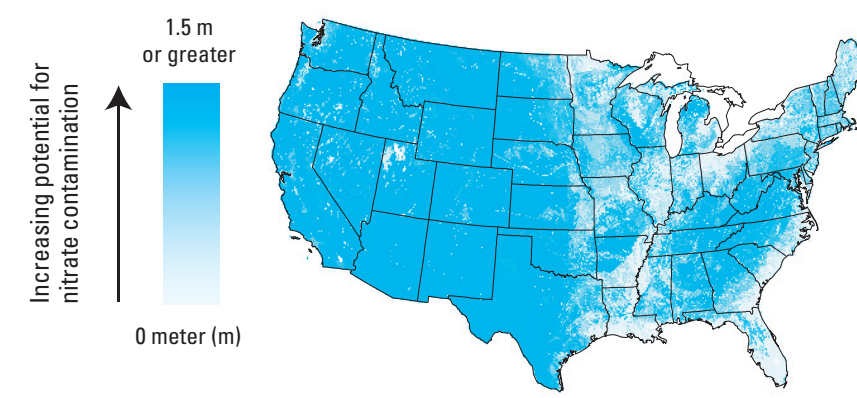 1.5 m
or greater
Increasing potential for
nitrate contamination
0 meter (m)